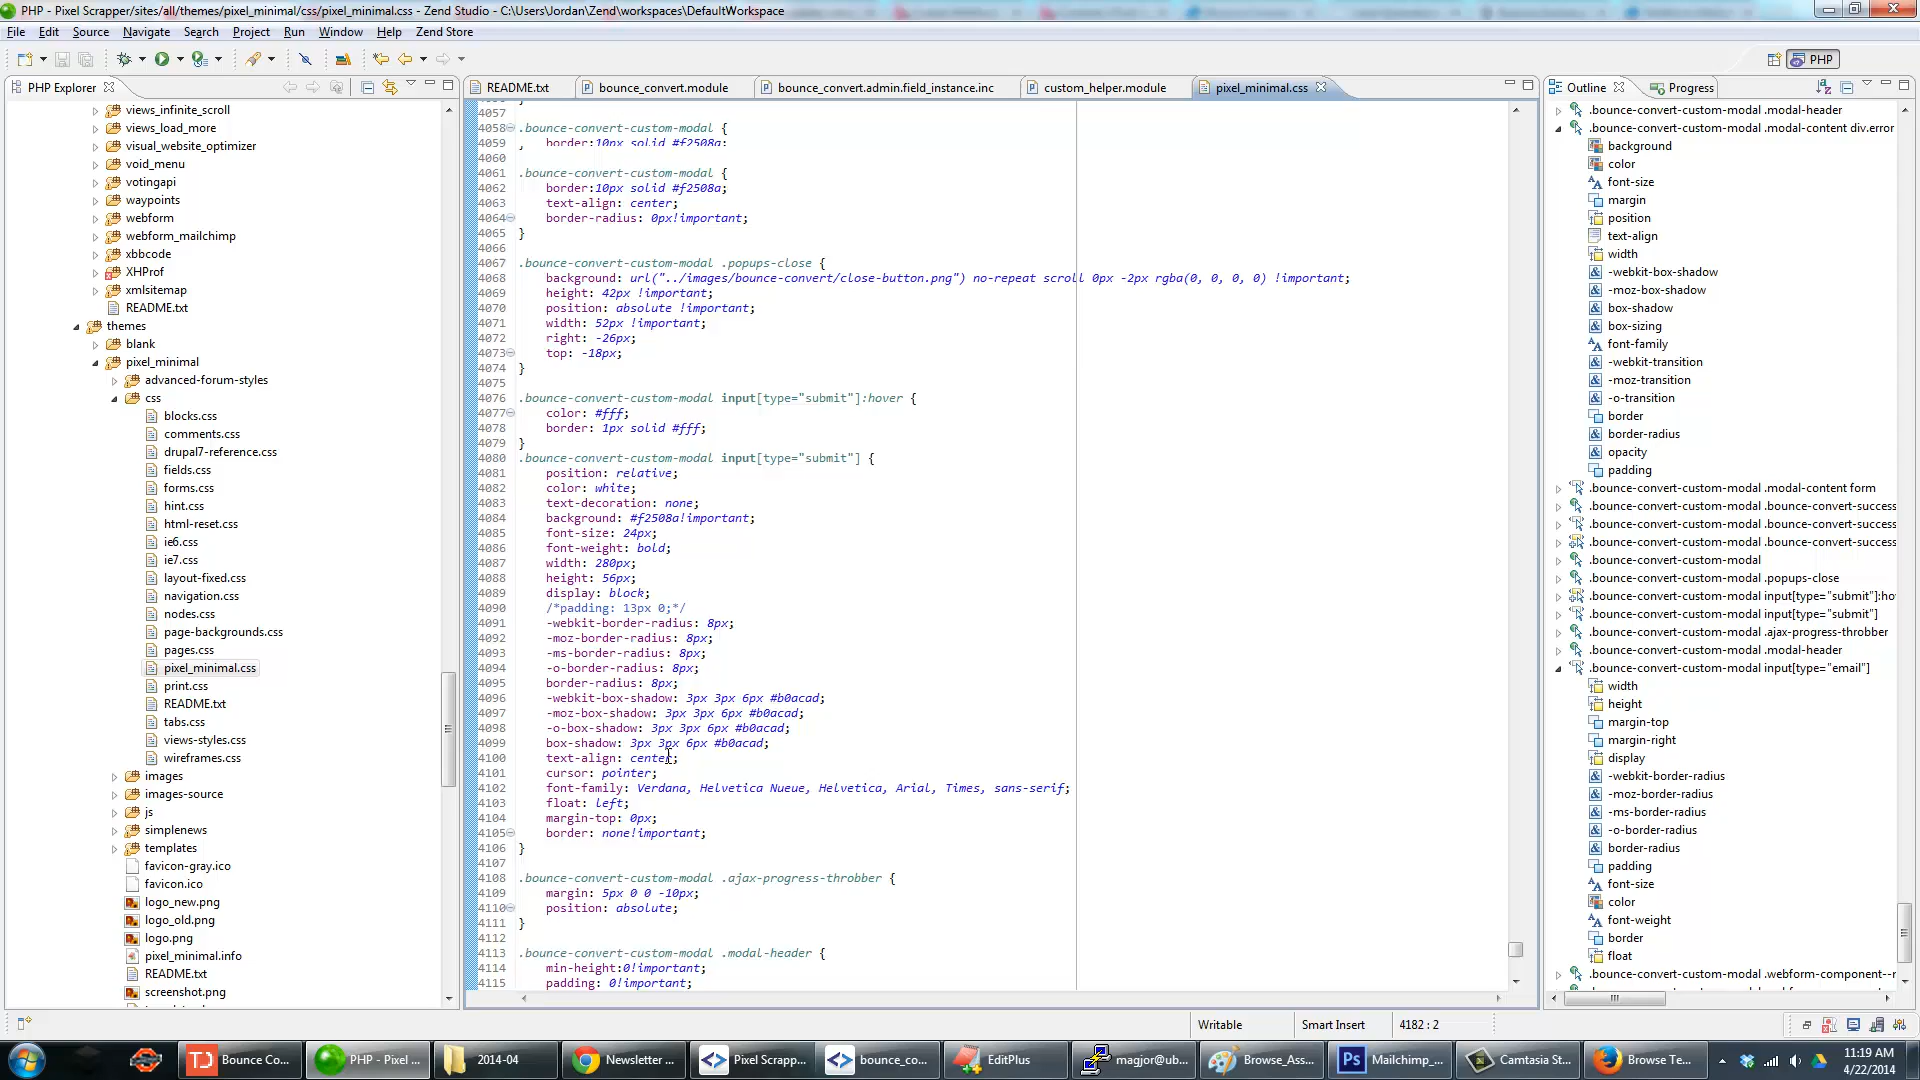 PHP - Pixel Scrapper/sites/all/themes/pixel_minimal/css/pixel_minimal.css - Zend Studio - C:\Users\Jordan\Zend\workspaces\DefaultWorkspace
File Edit Source Navigate Search Project Run Window Help Zend Store
PHP
PHP Explorer
README.txt bounce_convert.module bounce_convert.admin.field_instance.inc custom_helper.module pixel_minimal.css
Outline Progress
views_infinite_scroll
views_load_more
visual_website_optimizer
void_menu
votingapi
waypoints
webform
webform_mailchimp
xbbcode
XHProf
xmlsitemap
README.txt
themes
blank
pixel_minimal
advanced-forum-styles
css
blocks.css
comments.css
drupal7-reference.css
fields.css
forms.css
hint.css
html-reset.css
ie6.css
ie7.css
layout-fixed.css
navigation.css
nodes.css
page-backgrounds.css
pages.css
pixel_minimal.css
print.css
README.txt
tabs.css
views-styles.css
wireframes.css
images
images-source
js
simplenews
templates
favicon-gray.ico
favicon.ico
logo_new.png
logo_old.png
logo.png
pixel_minimal.info
README.txt
screenshot.png
4057
4058 .bounce-convert-custom-modal {
4059 border:10px solid #f2508a;
4060
4061 .bounce-convert-custom-modal {
4062 border:10px solid #f2508a;
4063 text-align: center;
4064 border-radius: 0px!important;
4065 }
4066
4067 .bounce-convert-custom-modal .popups-close {
4068 background: url("../images/bounce-convert/close-button.png") no-repeat scroll 0px -2px rgba(0, 0, 0, 0) !important;
4069 height: 42px !important;
4070 position: absolute !important;
4071 width: 52px !important;
4072 right: -26px;
4073 top: -18px;
4074 }
4075
4076 .bounce-convert-custom-modal input[type="submit"]:hover {
4077 color: #fff;
4078 border: 1px solid #fff;
4079 }
4080 .bounce-convert-custom-modal input[type="submit"] {
4081 position: relative;
4082 color: white;
4083 text-decoration: none;
4084 background: #f2508a!important;
4085 font-size: 24px;
4086 font-weight: bold;
4087 width: 280px;
4088 height: 56px;
4089 display: block;
4090 /*padding: 13px 0;*/
4091 -webkit-border-radius: 8px;
4092 -moz-border-radius: 8px;
4093 -ms-border-radius: 8px;
4094 -o-border-radius: 8px;
4095 border-radius: 8px;
4096 -webkit-box-shadow: 3px 3px 6px #b0acad;
4097 -moz-box-shadow: 3px 3px 6px #b0acad;
4098 -o-box-shadow: 3px 3px 6px #b0acad;
4099 box-shadow: 3px 3px 6px #b0acad;
4100 text-align: center;
4101 cursor: pointer;
4102 font-family: Verdana, Helvetica Nueue, Helvetica, Arial, Times, sans-serif;
4103 float: left;
4104 margin-top: 0px;
4105 border: none!important;
4106 }
4107
4108 .bounce-convert-custom-modal .ajax-progress-throbber {
4109 margin: 5px 0 0 -10px;
4110 position: absolute;
4111 }
4112
4113 .bounce-convert-custom-modal .modal-header {
4114 min-height:0!important;
4115 padding: 0!important;
.bounce-convert-custom-modal .modal-header
.bounce-convert-custom-modal .modal-content div.error
background
color
font-size
margin
position
text-align
width
-webkit-box-shadow
-moz-box-shadow
box-shadow
box-sizing
font-family
-webkit-transition
-moz-transition
-o-transition
border
border-radius
opacity
padding
.bounce-convert-custom-modal .modal-content form
.bounce-convert-custom-modal .bounce-convert-success
.bounce-convert-custom-modal .bounce-convert-success
.bounce-convert-custom-modal .bounce-convert-success
.bounce-convert-custom-modal
.bounce-convert-custom-modal .popups-close
.bounce-convert-custom-modal input[type="submit"]:ho
.bounce-convert-custom-modal input[type="submit"]
.bounce-convert-custom-modal .ajax-progress-throbber
.bounce-convert-custom-modal .modal-header
.bounce-convert-custom-modal input[type="email"]
width
height
margin-top
margin-right
display
-webkit-border-radius
-moz-border-radius
-ms-border-radius
-o-border-radius
border-radius
padding
font-size
color
font-weight
border
float
.bounce-convert-custom-modal .webform-component--r
Writable Smart Insert 4182 : 2
Bounce Co... PHP - Pixel ... 2014-04 Newsletter ... Pixel Scrapp... bounce_co... EditPlus magjor@ub... Browse_Ass... Mailchimp_... Camtasia St... Browse Te...
11:19 AM
4/22/2014